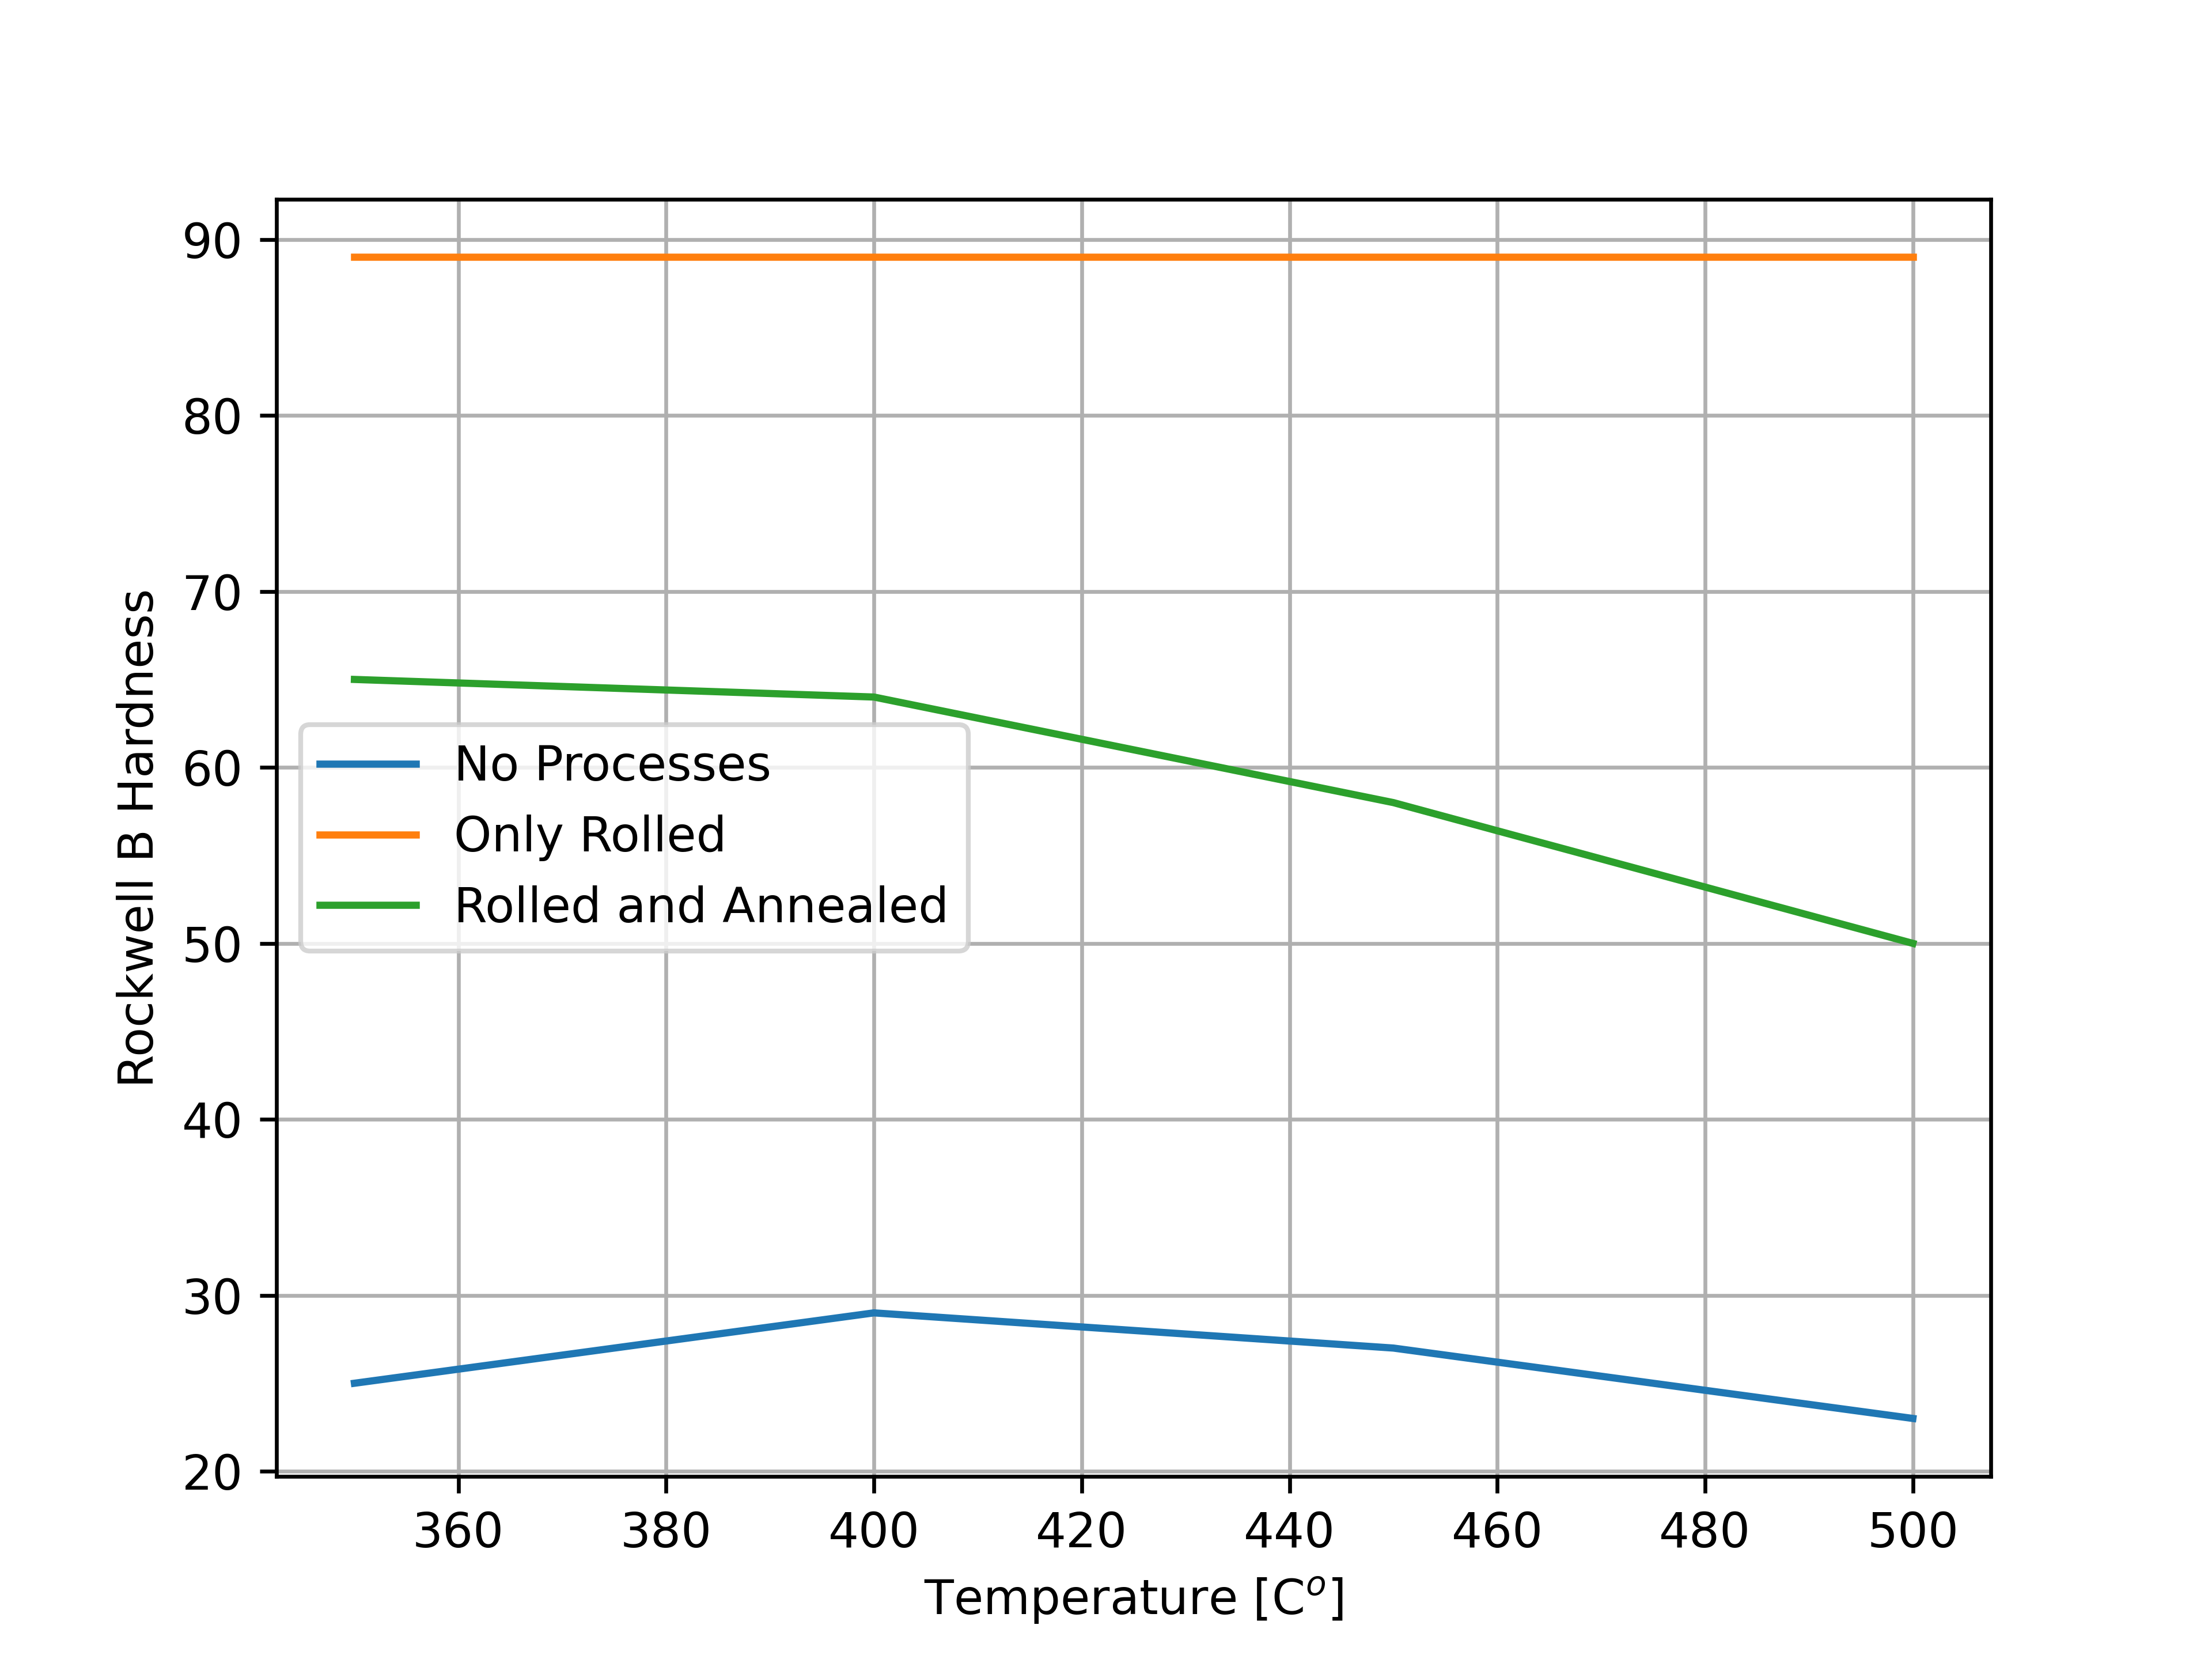 90
80
70
60
50
40
30
20
Rockwell B Hardness
No Processes
Only Rolled
Rolled and Annealed
360 380 400 420 440 460 480 500
Temperature [C^o]